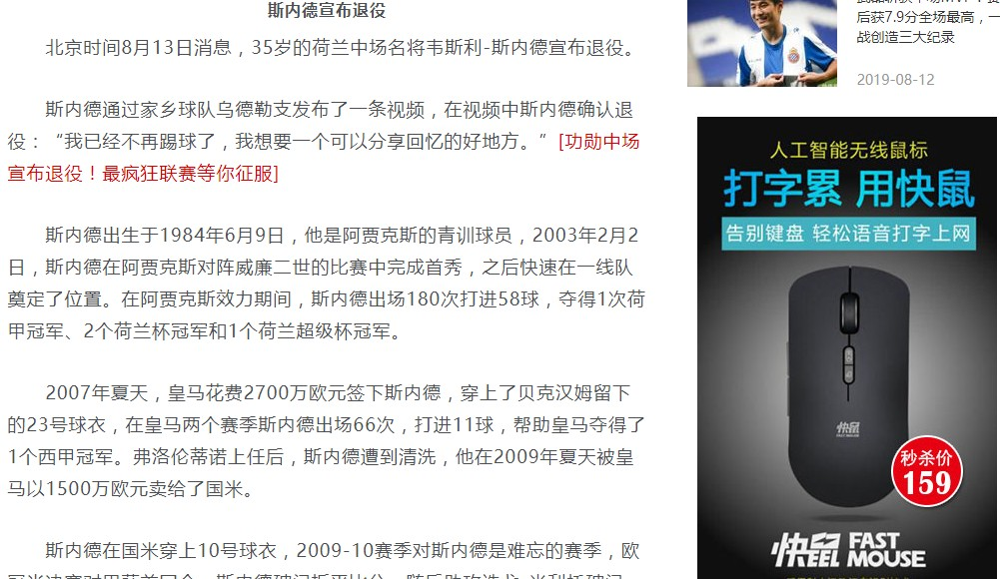 斯内德宣布退役
北京时间8月13日消息，35岁的荷兰中场名将韦斯利-斯内德宣布退役。
斯内德通过家乡球队乌德勒支发布了一条视频，在视频中斯内德确认退
役：“我已经不再踢球了，我想要一个可以分享回忆的好地方。”[功勋中场
宣布退役！最疯狂联赛等你征服]
斯内德出生于1984年6月9日，他是阿贾克斯的青训球员，2003年2月2
日，斯内德在阿贾克斯对阵威廉二世的比赛中完成首秀，之后快速在一线队
奠定了位置。在阿贾克斯效力期间，斯内德出场180次打进58球，夺得1次荷
甲冠军、2个荷兰杯冠军和1个荷兰超级杯冠军。
2007年夏天，皇马花费2700万欧元签下斯内德，穿上了贝克汉姆留下
的23号球衣，在皇马两个赛季斯内德出场66次，打进11球，帮助皇马夺得了
1个西甲冠军。弗洛伦蒂诺上任后，斯内德遭到清洗，他在2009年夏天被皇
马以1500万欧元卖给了国米。
斯内德在国米穿上10号球衣，2009-10赛季对斯内德是难忘的赛季，欧
后获7.9分全场最高，一
战创造三大纪录
2019-08-12
人工智能无线鼠标
打字累 用快鼠
告别键盘 轻松语音打字上网
快鼠
FAST MOUSE
秒杀价
159
快鼠 FAST
REEL MOUSE